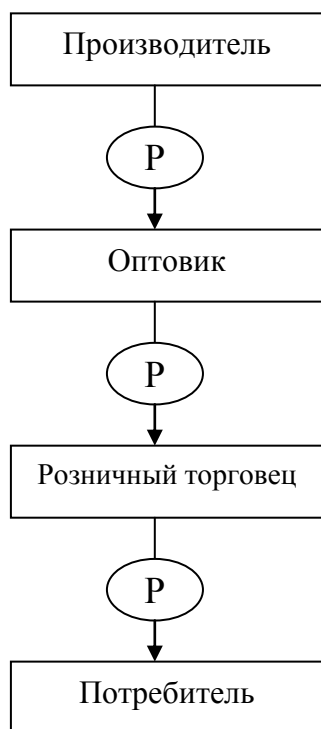 Производитель
Р
Оптовик
Р
Розничный торговец
Р
Потребитель